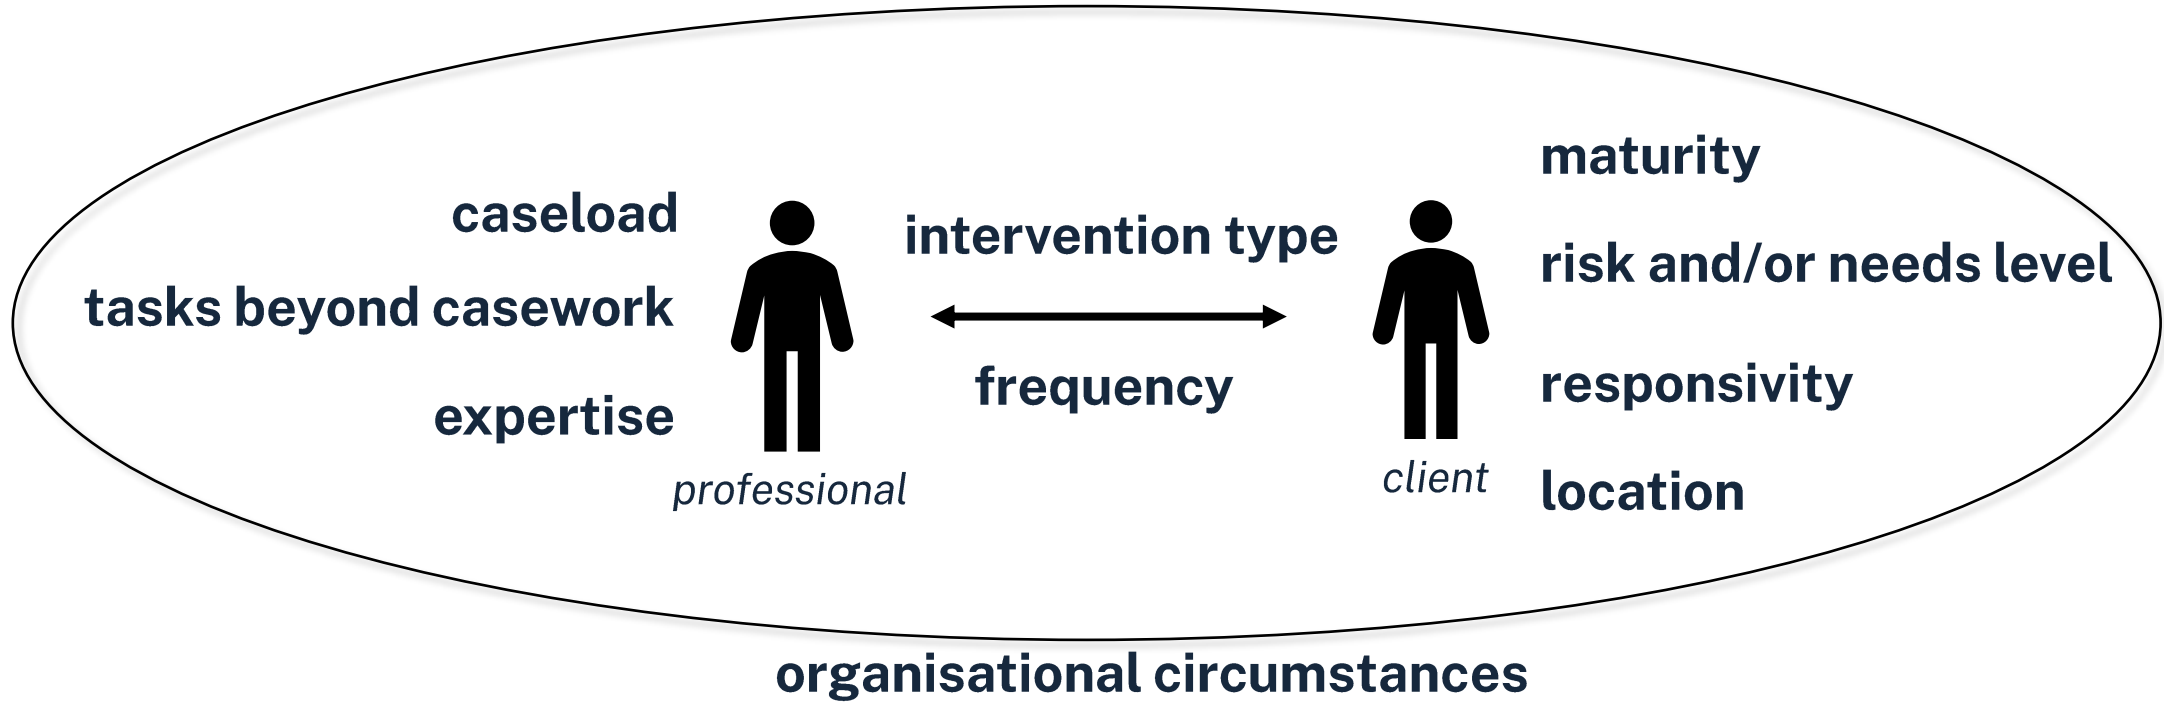 caseload
tasks beyond casework
expertise
professional
intervention type
frequency
client
maturity
risk and/or needs level
responsivity
location
organisational circumstances